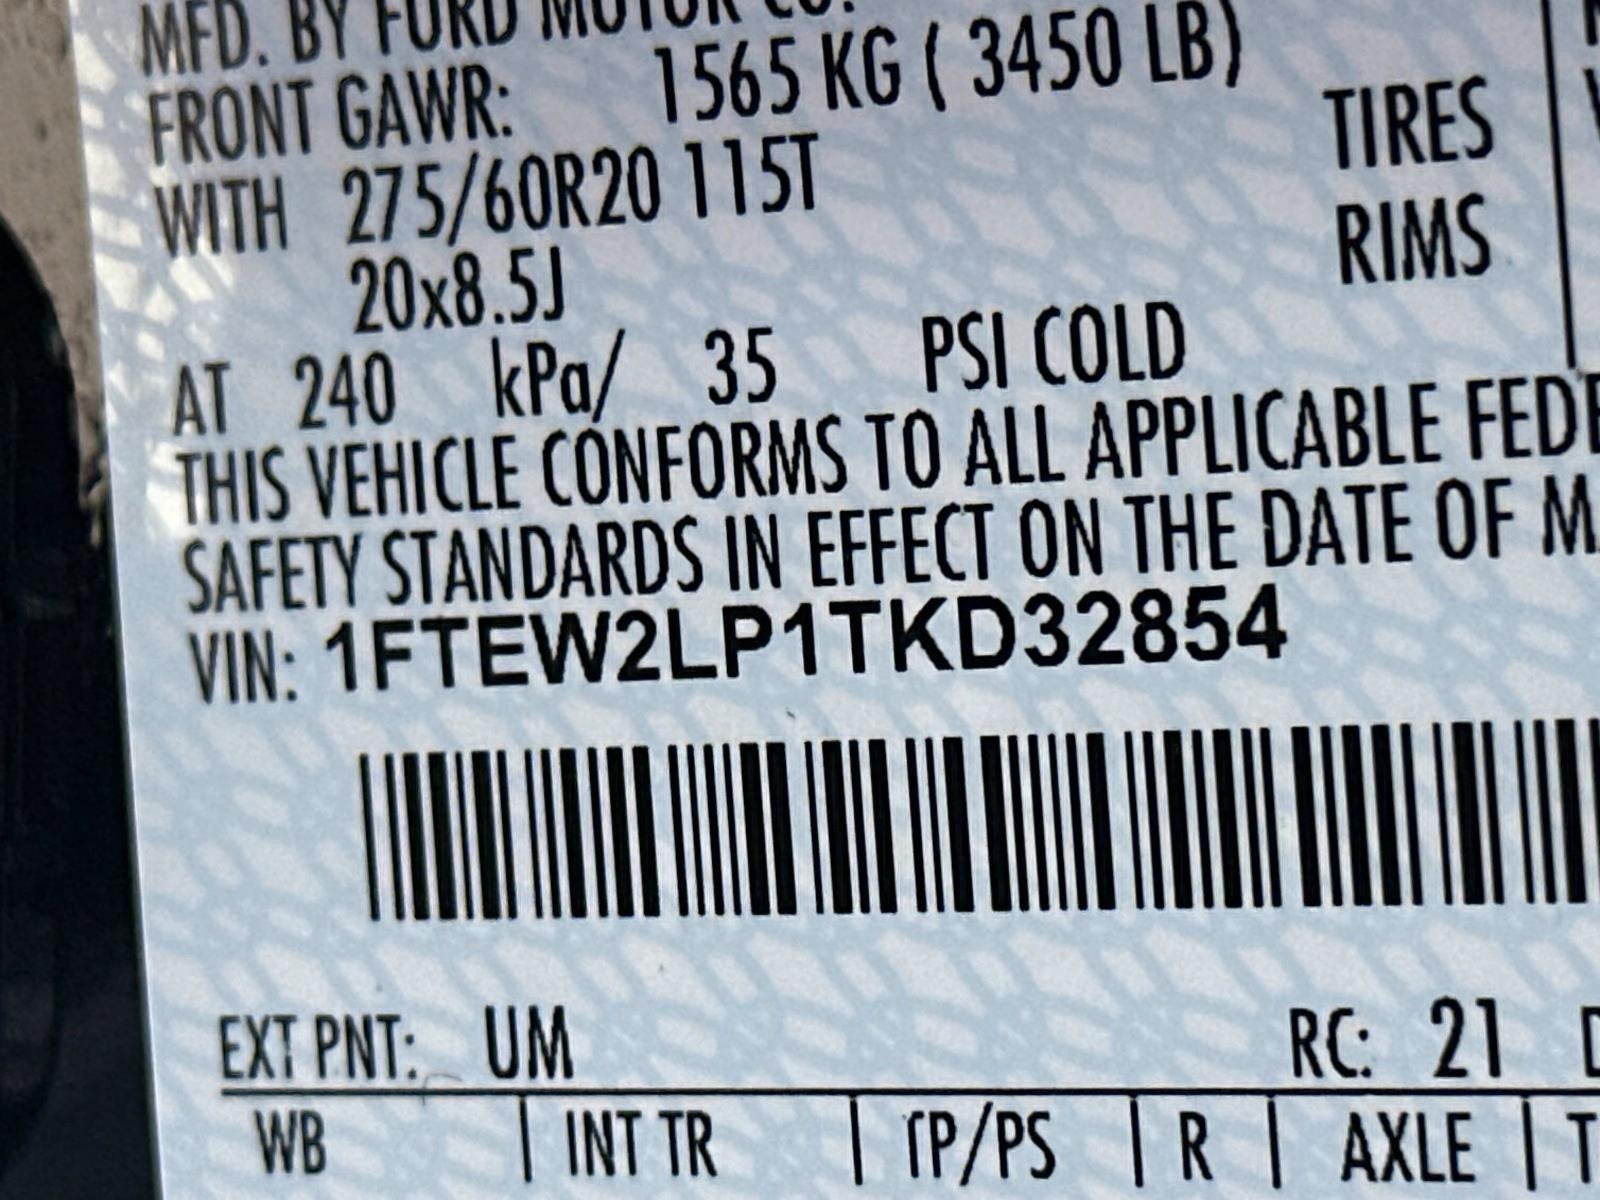 MFD. BY FORD MOTOR CO.
FRONT GAWR: 1565 KG ( 3450 LB)
WITH 275/60R20 115T TIRES
20x8.5J RIMS
AT 240 kPa/ 35 PSI COLD
THIS VEHICLE CONFORMS TO ALL APPLICABLE FEDE
SAFETY STANDARDS IN EFFECT ON THE DATE OF MA
VIN: 1FTEW2LP1TKD32854
EXT PNT: UM RC: 21
WB | INT TR | TP/PS | R | AXLE | T